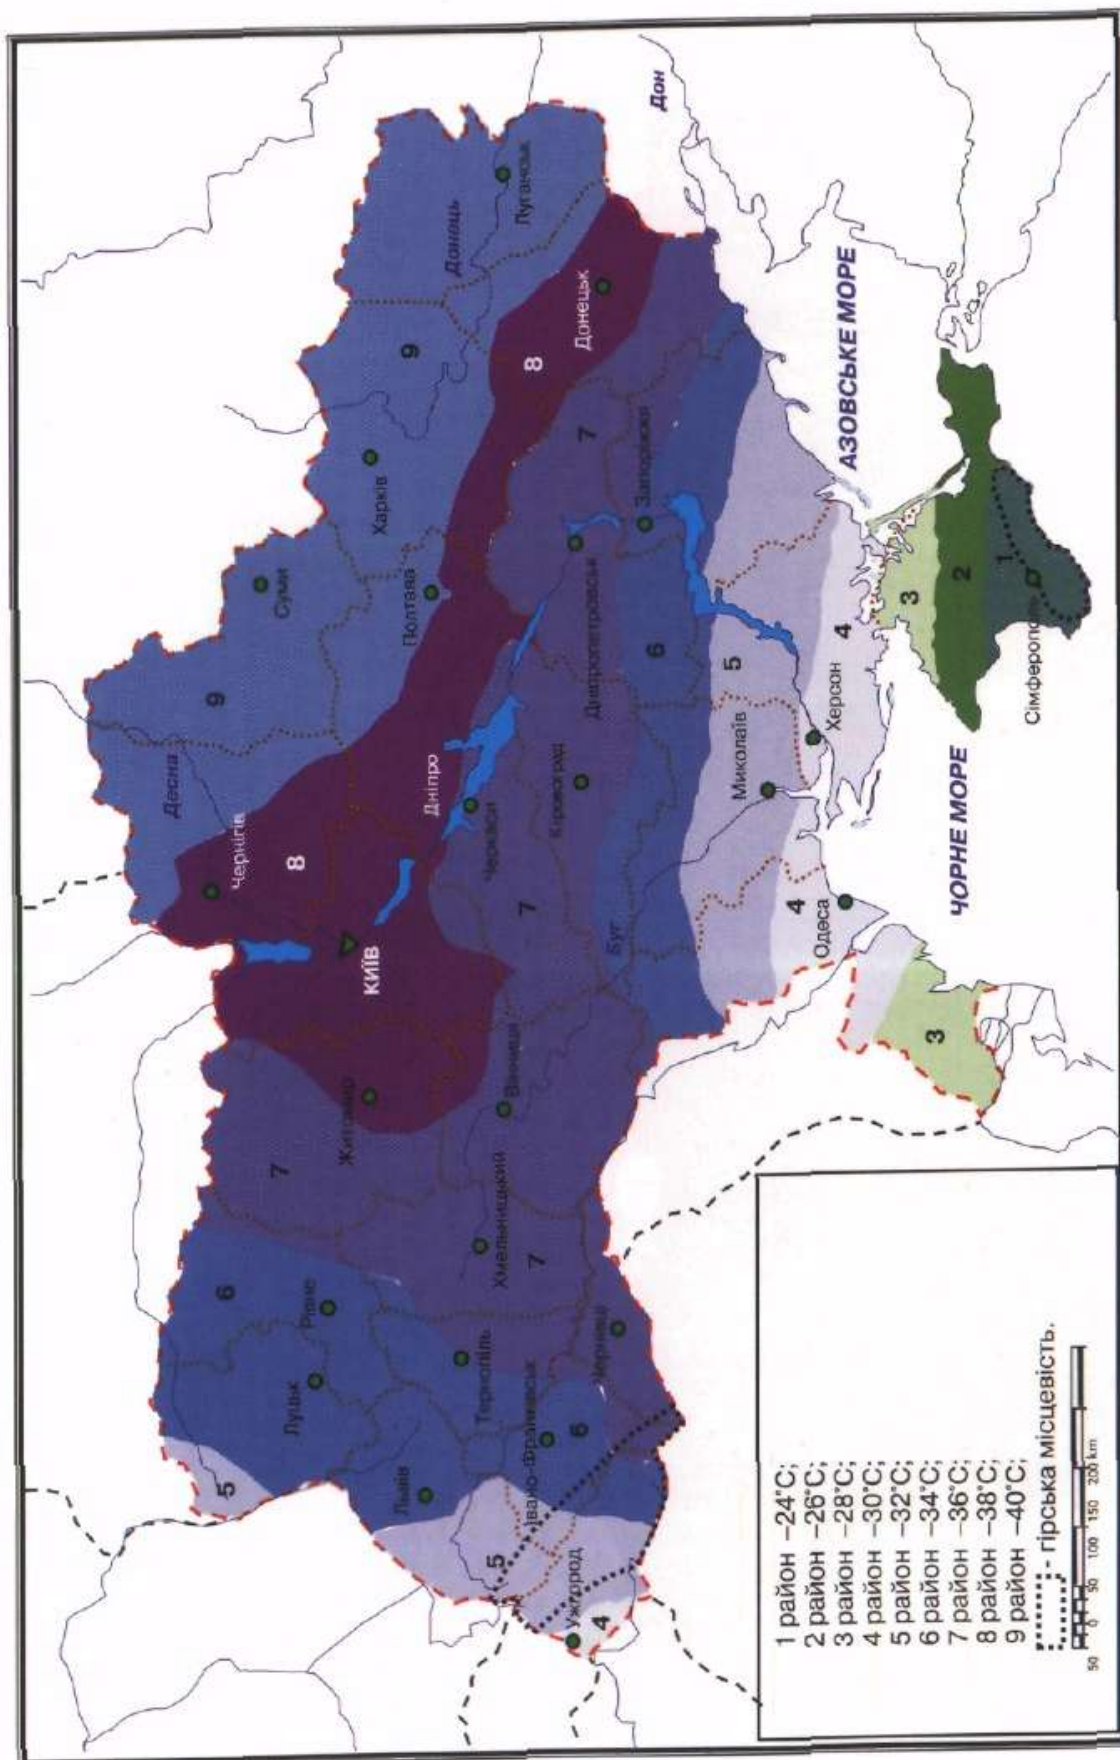 Десна
Чернігів
9
Суми
Харків
9
Донець
Луганськ
Дон
8
КИЇВ
Житомир
7
Полтава
Дніпро
Черкаси
8
Донецьк
6
Рівне
Луцьк
5
Львів
Тернопіль
Хмельницький
7
Вінниця
7
Кіровоград
Дніпропетровськ
7
Запоріжжя
Буг
6
5
Ужгород
4
Івано-Франківськ
6
Чернівці
5
Миколаїв
Херсон
4
4
Одеса
3
АЗОВСЬКЕ МОРЕ
ЧОРНЕ МОРЕ
3
2
1
Сімферополь
1 район –24°С;
2 район –26°С;
3 район –28°С;
4 район –30°С;
5 район –32°С;
6 район –34°С;
7 район –36°С;
8 район –38°С;
9 район –40°С;
- гірська місцевість.
50 0 50 100 150 200 km